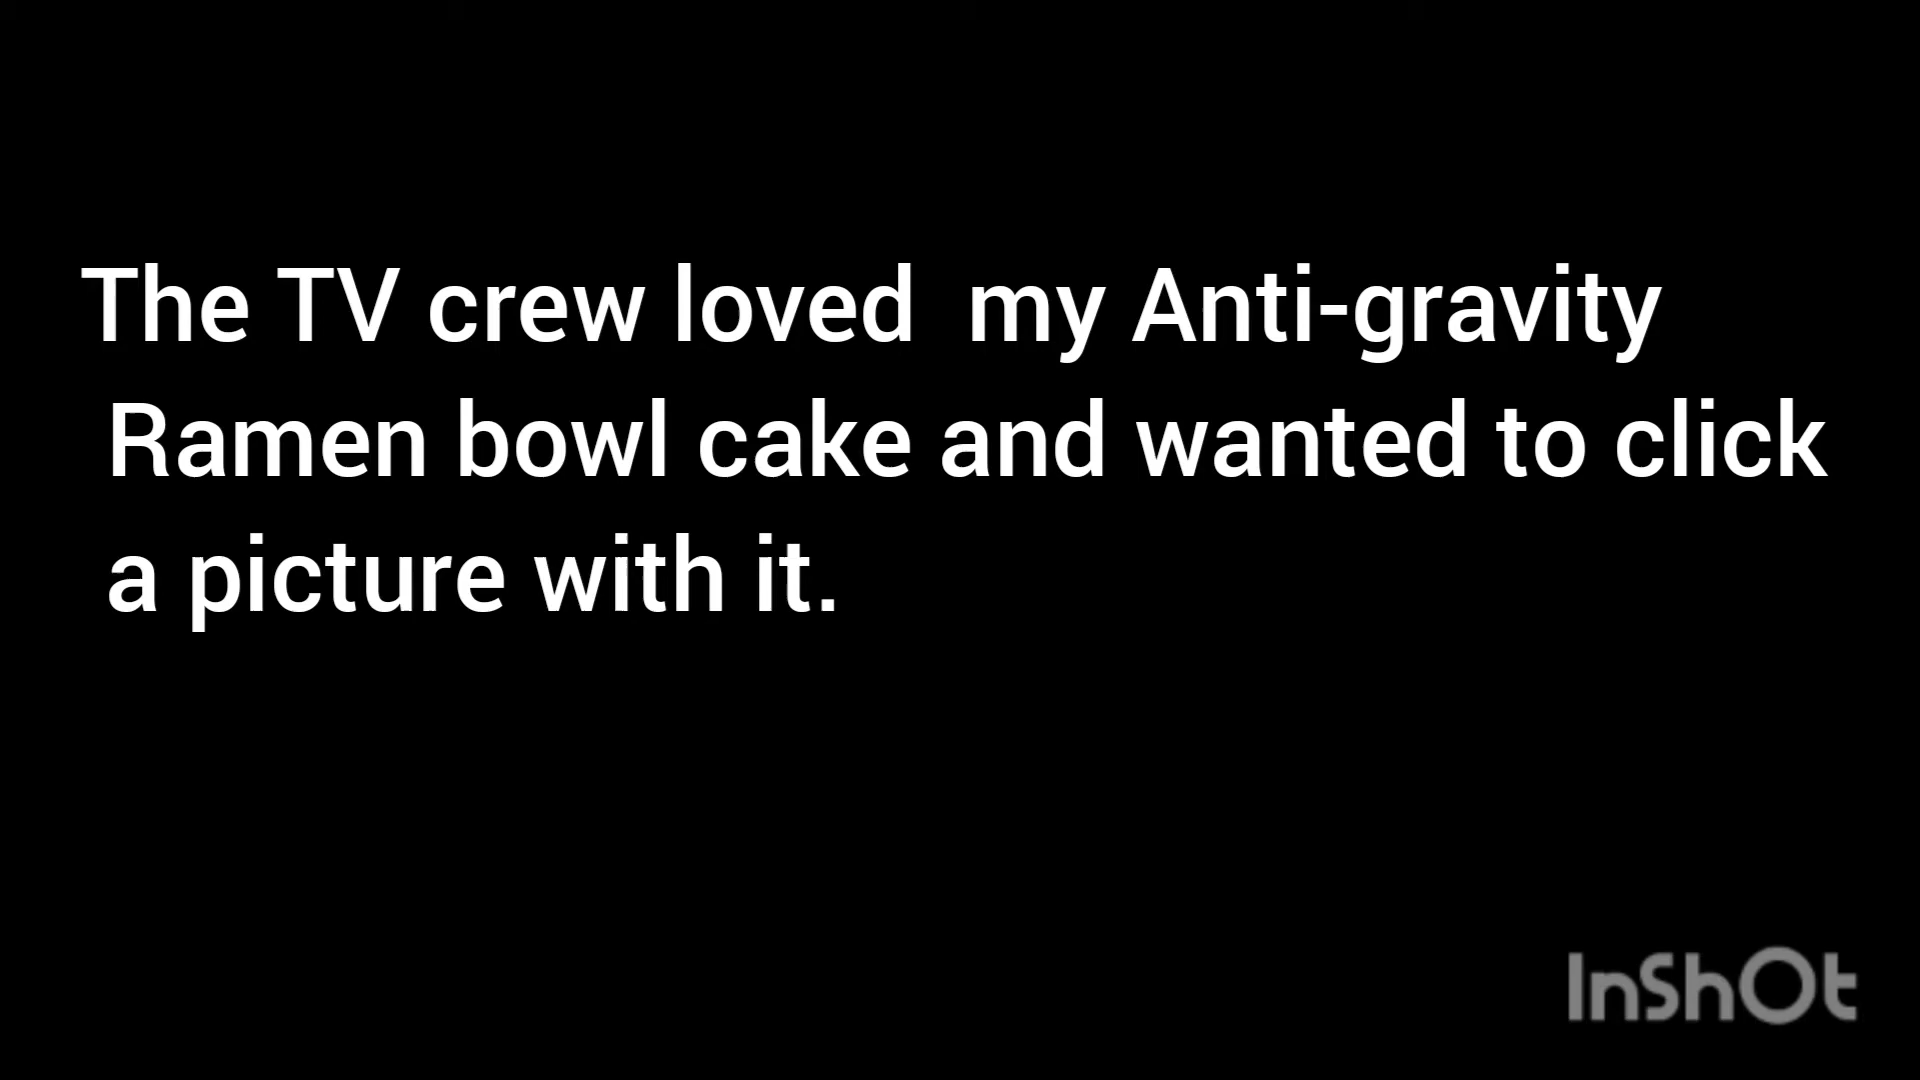 The TV crew loved  my Anti-gravity
Ramen bowl cake and wanted to click
a picture with it.
InShOt